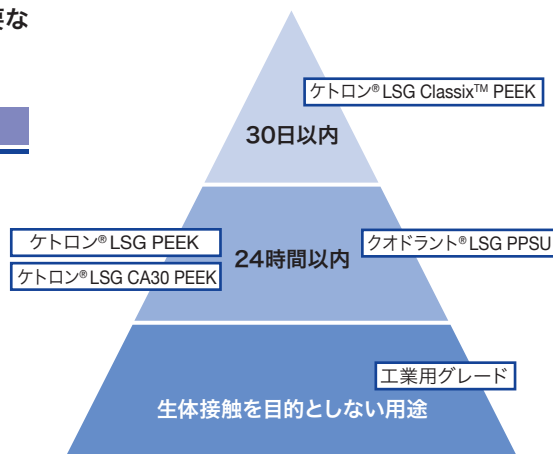 要な
ケトロン® LSG Classix™ PEEK
30日以内
ケトロン® LSG PEEK
クオドラント® LSG PPSU
24時間以内
ケトロン® LSG CA30 PEEK
工業用グレード
生体接触を目的としない用途